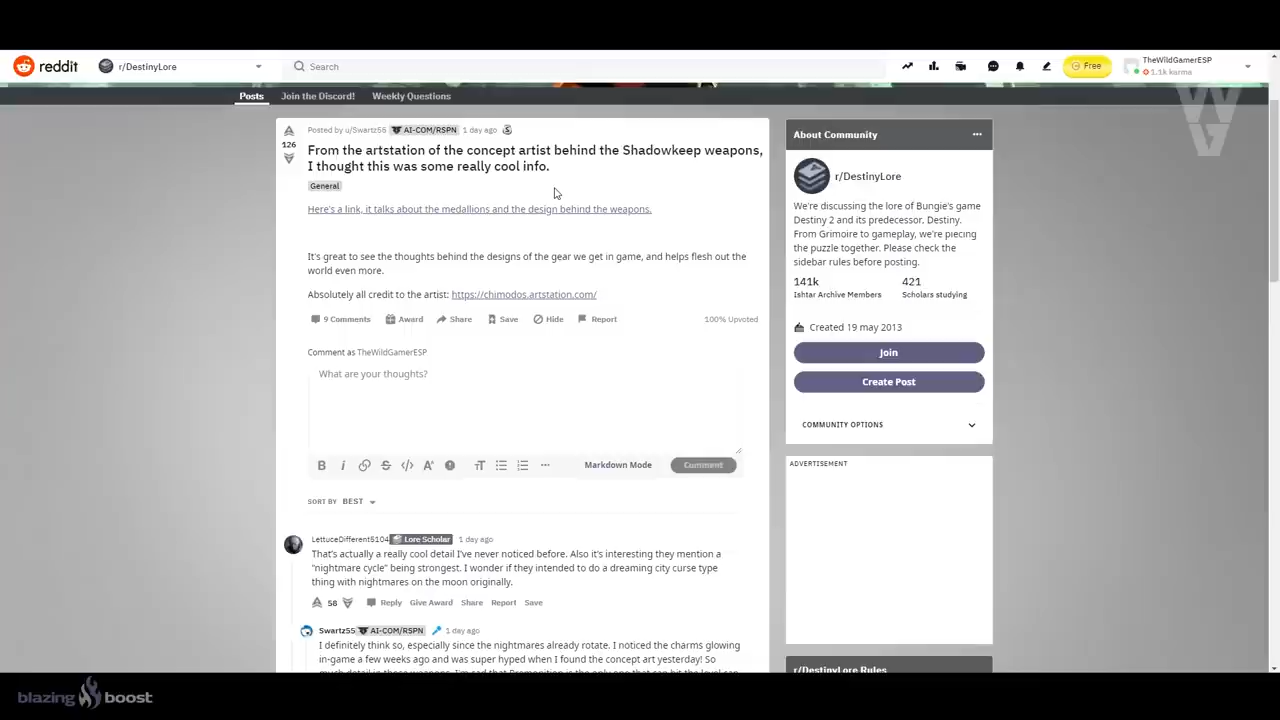 reddit
r/DestinyLore
Search
Free
TheWildGamerESP
1.1k karma
Posts
Join the Discord!
Weekly Questions
WG
Posted by u/Swartz55 AI-COM/RSPN 1 day ago
126
From the artstation of the concept artist behind the Shadowkeep weapons,
I thought this was some really cool info.
General
Here's a link, it talks about the medallions and the design behind the weapons.
It's great to see the thoughts behind the designs of the gear we get in game, and helps flesh out the
world even more.
Absolutely all credit to the artist: https://chimodos.artstation.com/
9 Comments Award Share Save Hide Report 100% Upvoted
Comment as TheWildGamerESP
What are your thoughts?
Markdown Mode
Comment
SORT BY BEST
LettuceDifferent5104 Lore Scholar 1 day ago
That's actually a really cool detail I've never noticed before. Also it's interesting they mention a
"nightmare cycle" being strongest. I wonder if they intended to do a dreaming city curse type
thing with nightmares on the moon originally.
58 Reply Give Award Share Report Save
Swartz55 AI-COM/RSPN 1 day ago
I definitely think so, especially since the nightmares already rotate. I noticed the charms glowing
in-game a few weeks ago and was super hyped when I found the concept art yesterday! So
About Community
r/DestinyLore
We're discussing the lore of Bungie's game
Destiny 2 and its predecessor, Destiny.
From Grimoire to gameplay, we're piecing
the puzzle together. Please check the
sidebar rules before posting.
141k
Ishtar Archive Members
421
Scholars studying
Created 19 may 2013
Join
Create Post
COMMUNITY OPTIONS
ADVERTISEMENT
r/DestinyLore Rules
blazing boost